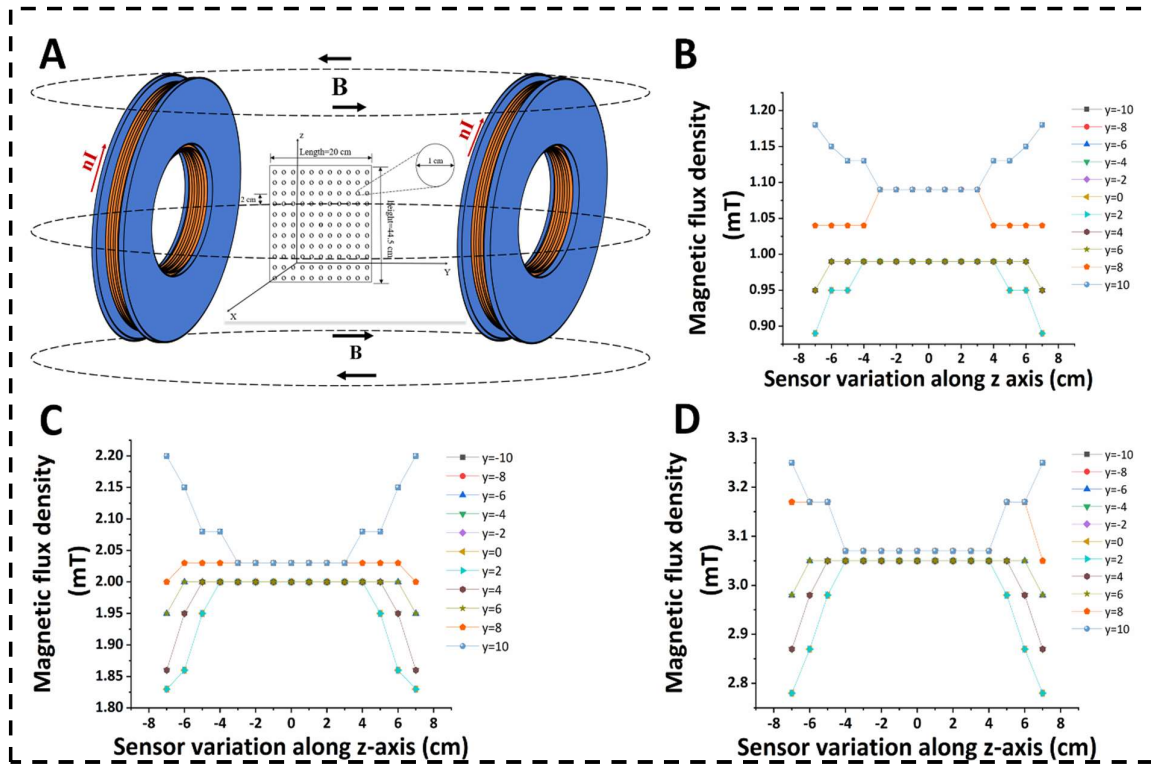 A
B
nI
nI
z
Length=20 cm
1 cm
2 cm
Height=44.5 cm
Y
X
B
B
Magnetic flux density
(mT)
1.20
1.15
1.10
1.05
1.00
0.95
0.90
-8 -6 -4 -2 0 2 4 6 8
Sensor variation along z axis (cm)
y=-10
y=-8
y=-6
y=-4
y=-2
y=0
y=2
y=4
y=6
y=8
y=10
C
Magnetic flux density
(mT)
2.20
2.15
2.10
2.05
2.00
1.95
1.90
1.85
1.80
-8 -6 -4 -2 0 2 4 6 8
Sensor variation along z-axis (cm)
y=-10
y=-8
y=-6
y=-4
y=-2
y=0
y=2
y=4
y=6
y=8
y=10
D
Magnetic flux density
(mT)
3.3
3.2
3.1
3.0
2.9
2.8
-8 -6 -4 -2 0 2 4 6 8
Sensor variation along z-axis (cm)
y=-10
y=-8
y=-6
y=-4
y=-2
y=0
y=2
y=4
y=6
y=8
y=10